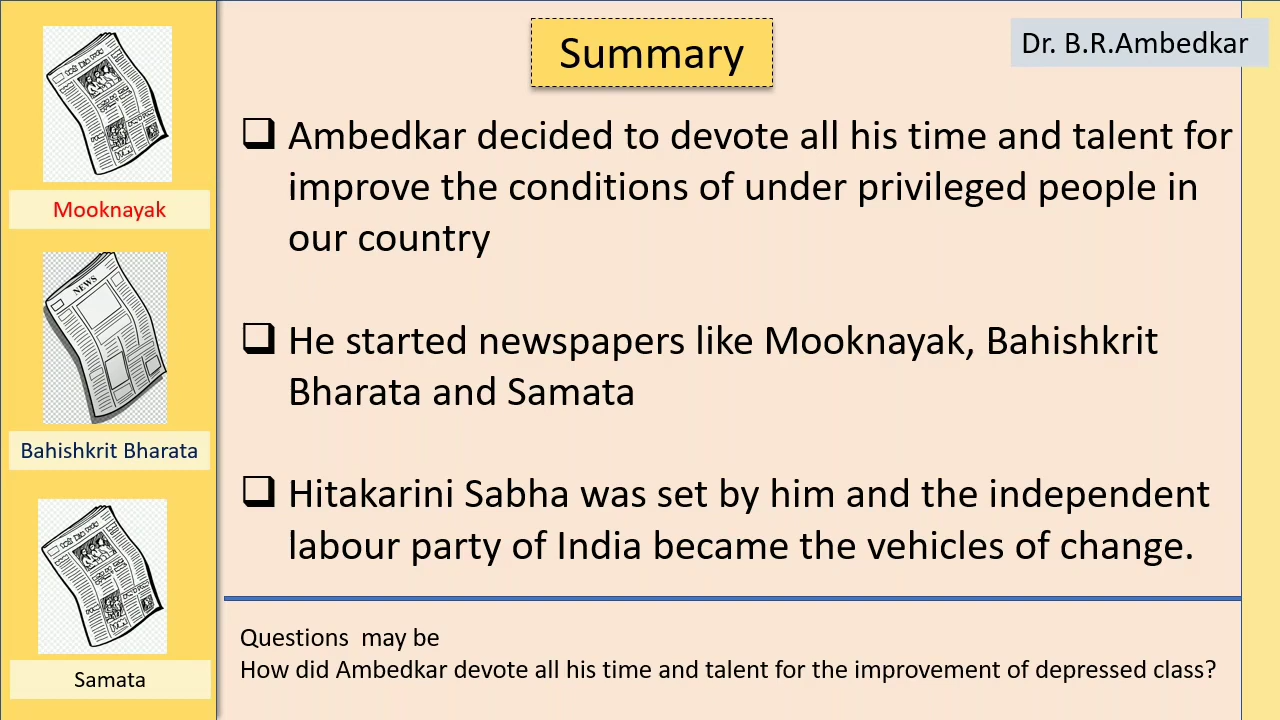 Summary
Dr. B.R.Ambedkar
Ambedkar decided to devote all his time and talent for
improve the conditions of under privileged people in
our country
He started newspapers like Mooknayak, Bahishkrit
Bharata and Samata
Hitakarini Sabha was set by him and the independent
labour party of India became the vehicles of change.
Questions  may be
How did Ambedkar devote all his time and talent for the improvement of depressed class?
Mooknayak
NEWS
Bahishkrit Bharata
Samata